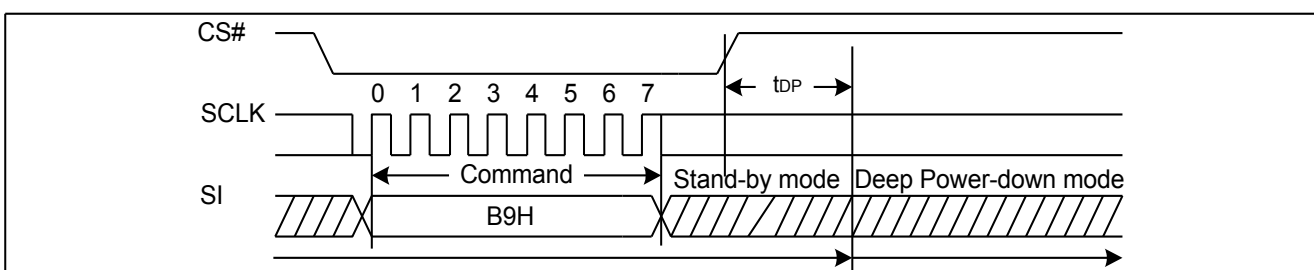 CS#
tDP
0 1 2 3 4 5 6 7
SCLK
Command
Stand-by mode Deep Power-down mode
SI
B9H